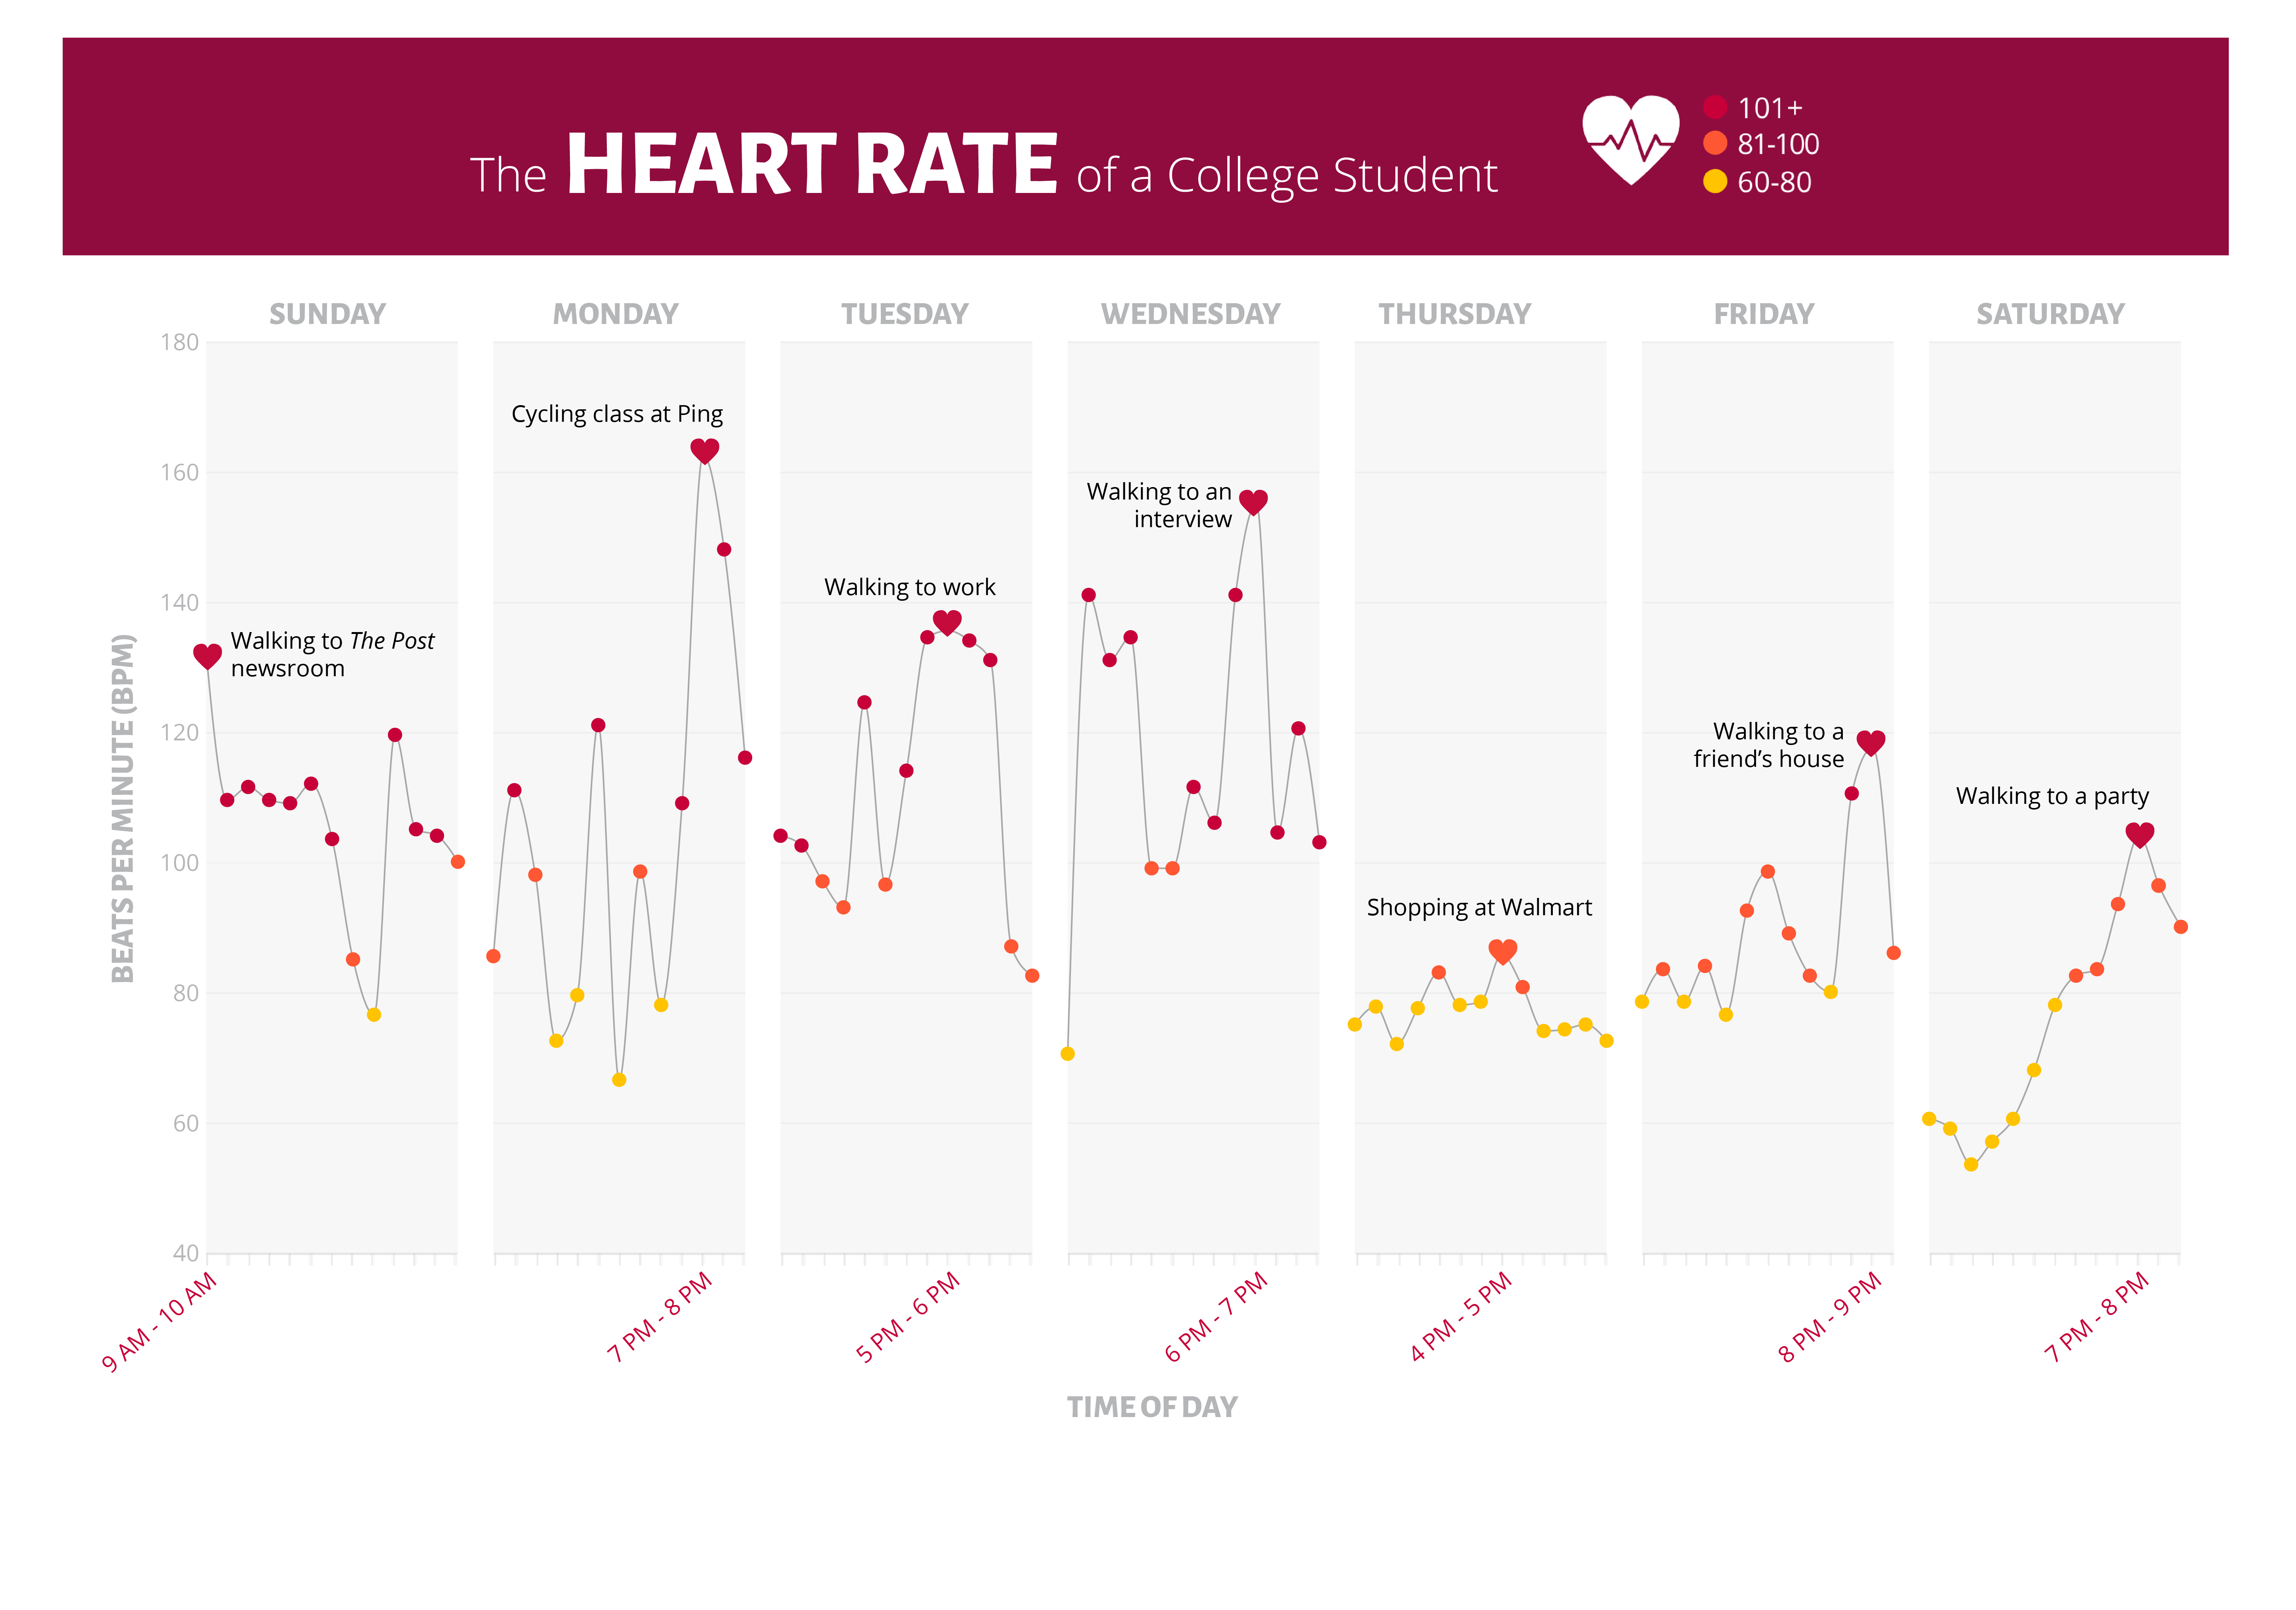 The HEART RATE of a College Student
101+
81-100
60-80
SUNDAY
MONDAY
TUESDAY
WEDNESDAY
THURSDAY
FRIDAY
SATURDAY
BEATS PER MINUTE (BPM)
180
160
140
120
100
80
60
40
Walking to The Post
newsroom
Cycling class at Ping
Walking to work
Walking to an
interview
Shopping at Walmart
Walking to a
friend’s house
Walking to a party
9 AM - 10 AM
7 PM - 8 PM
5 PM - 6 PM
6 PM - 7 PM
4 PM - 5 PM
8 PM - 9 PM
7 PM - 8 PM
TIME OF DAY